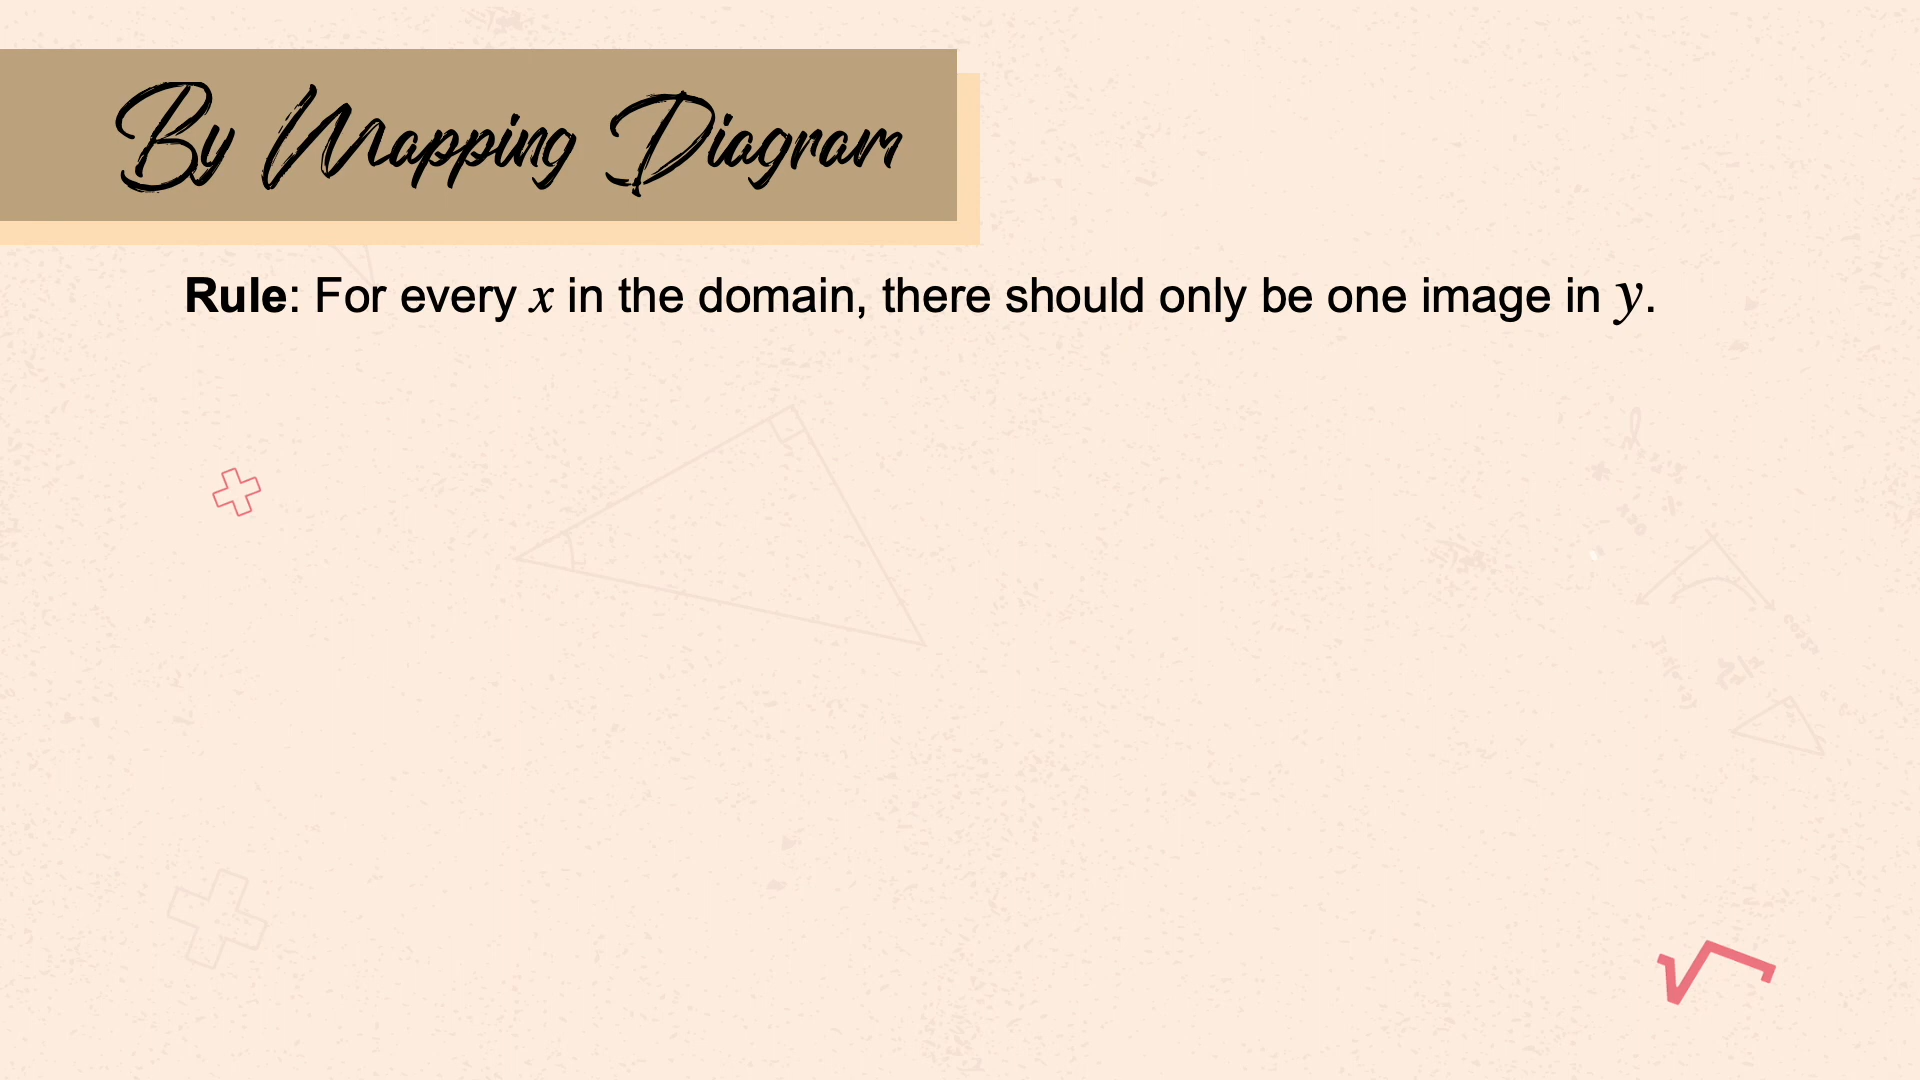 By Mapping Diagram
Rule: For every x in the domain, there should only be one image in y.